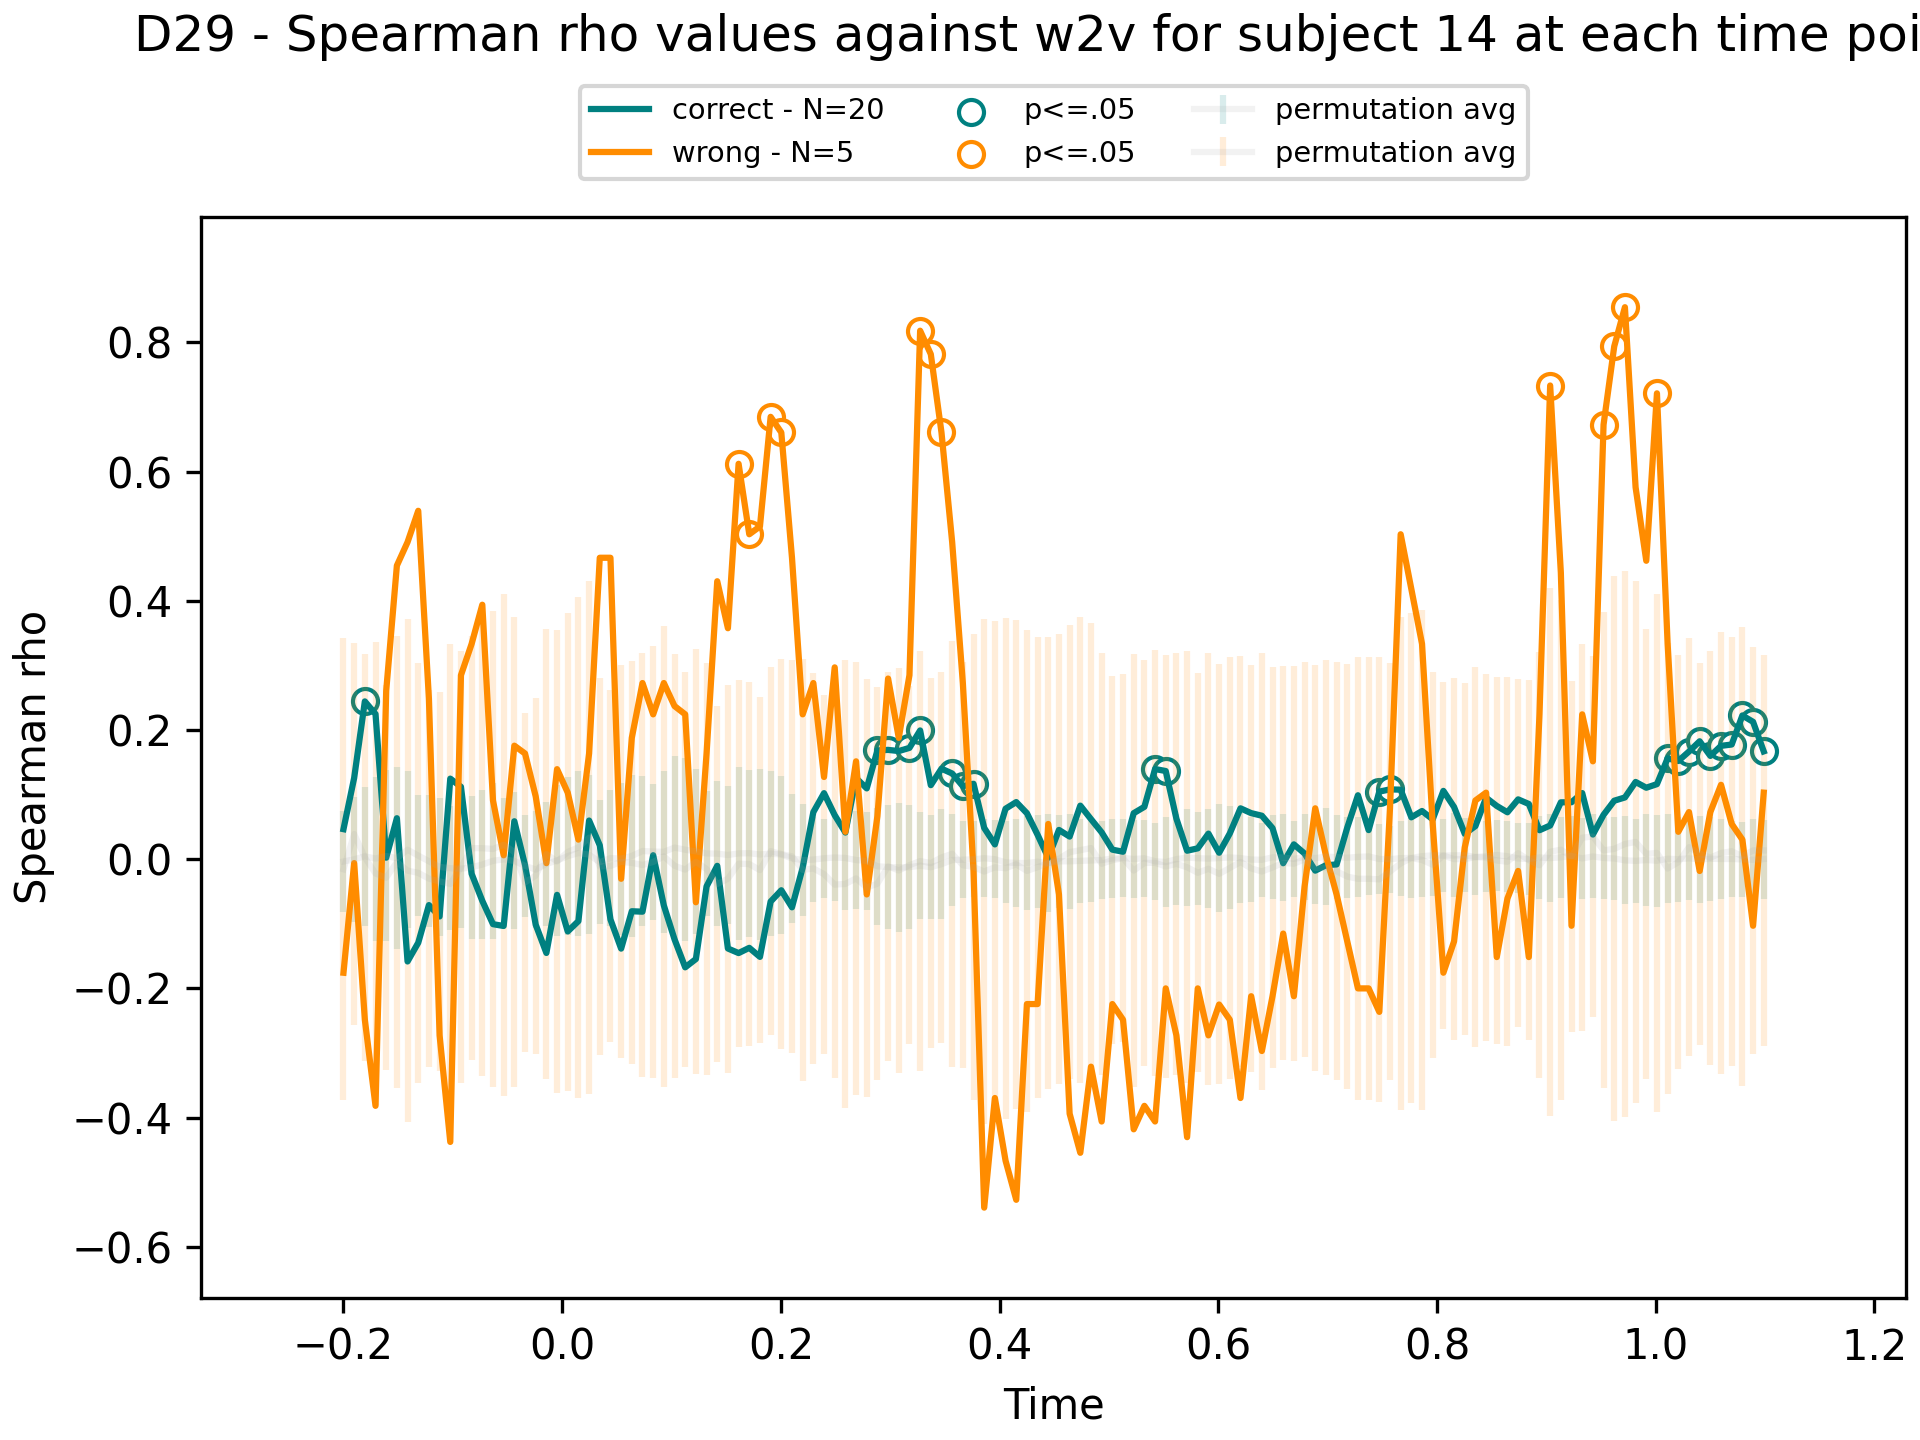 D29 - Spearman rho values against w2v for subject 14 at each time poi
correct - N=20
wrong - N=5
p<=.05
p<=.05
permutation avg
permutation avg
Spearman rho
0.8
0.6
0.4
0.2
0.0
−0.2
−0.4
−0.6
−0.2
0.0
0.2
0.4
0.6
0.8
1.0
1.2
Time